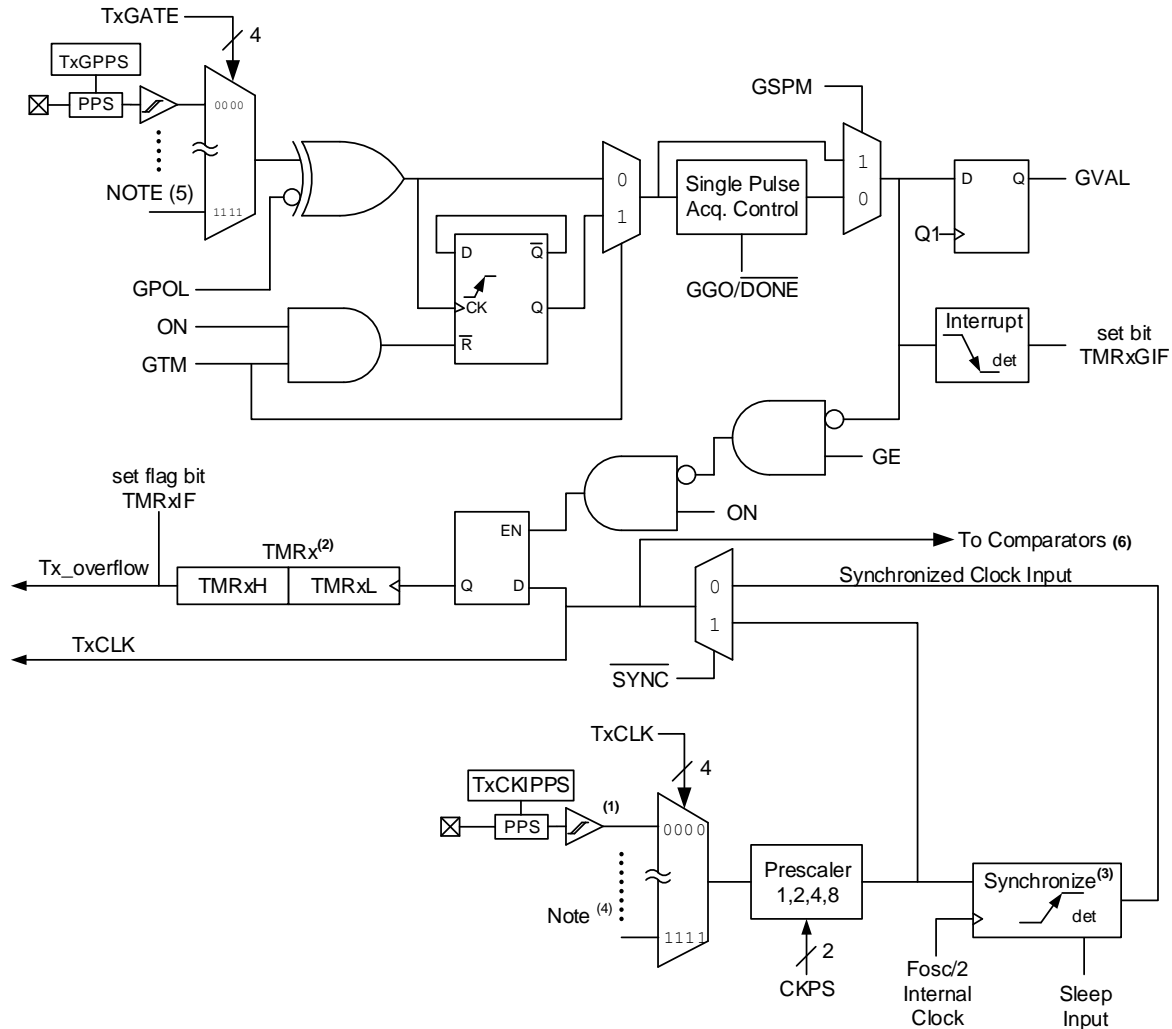 TxGATE
4
TxGPPS
PPS
0000
NOTE (5)
1111
GPOL
ON
GTM
D
Q
CK
Q
R
0
1
GSPM
Single Pulse
Acq. Control
GGO/DONE
1
0
D
Q
Q1
GVAL
Interrupt
det
set bit
TMRxGIF
GE
ON
set flag bit
TMRxIF
Tx_overflow
TMRx(2)
TMRxH
TMRxL
EN
Q
D
To Comparators (6)
Synchronized Clock Input
0
1
TxCLK
SYNC
TxCLK
4
TxCKIPPS
PPS
(1)
0000
Note (4)
1111
Prescaler
1,2,4,8
2
CKPS
Synchronize(3)
det
Fosc/2
Internal
Clock
Sleep
Input